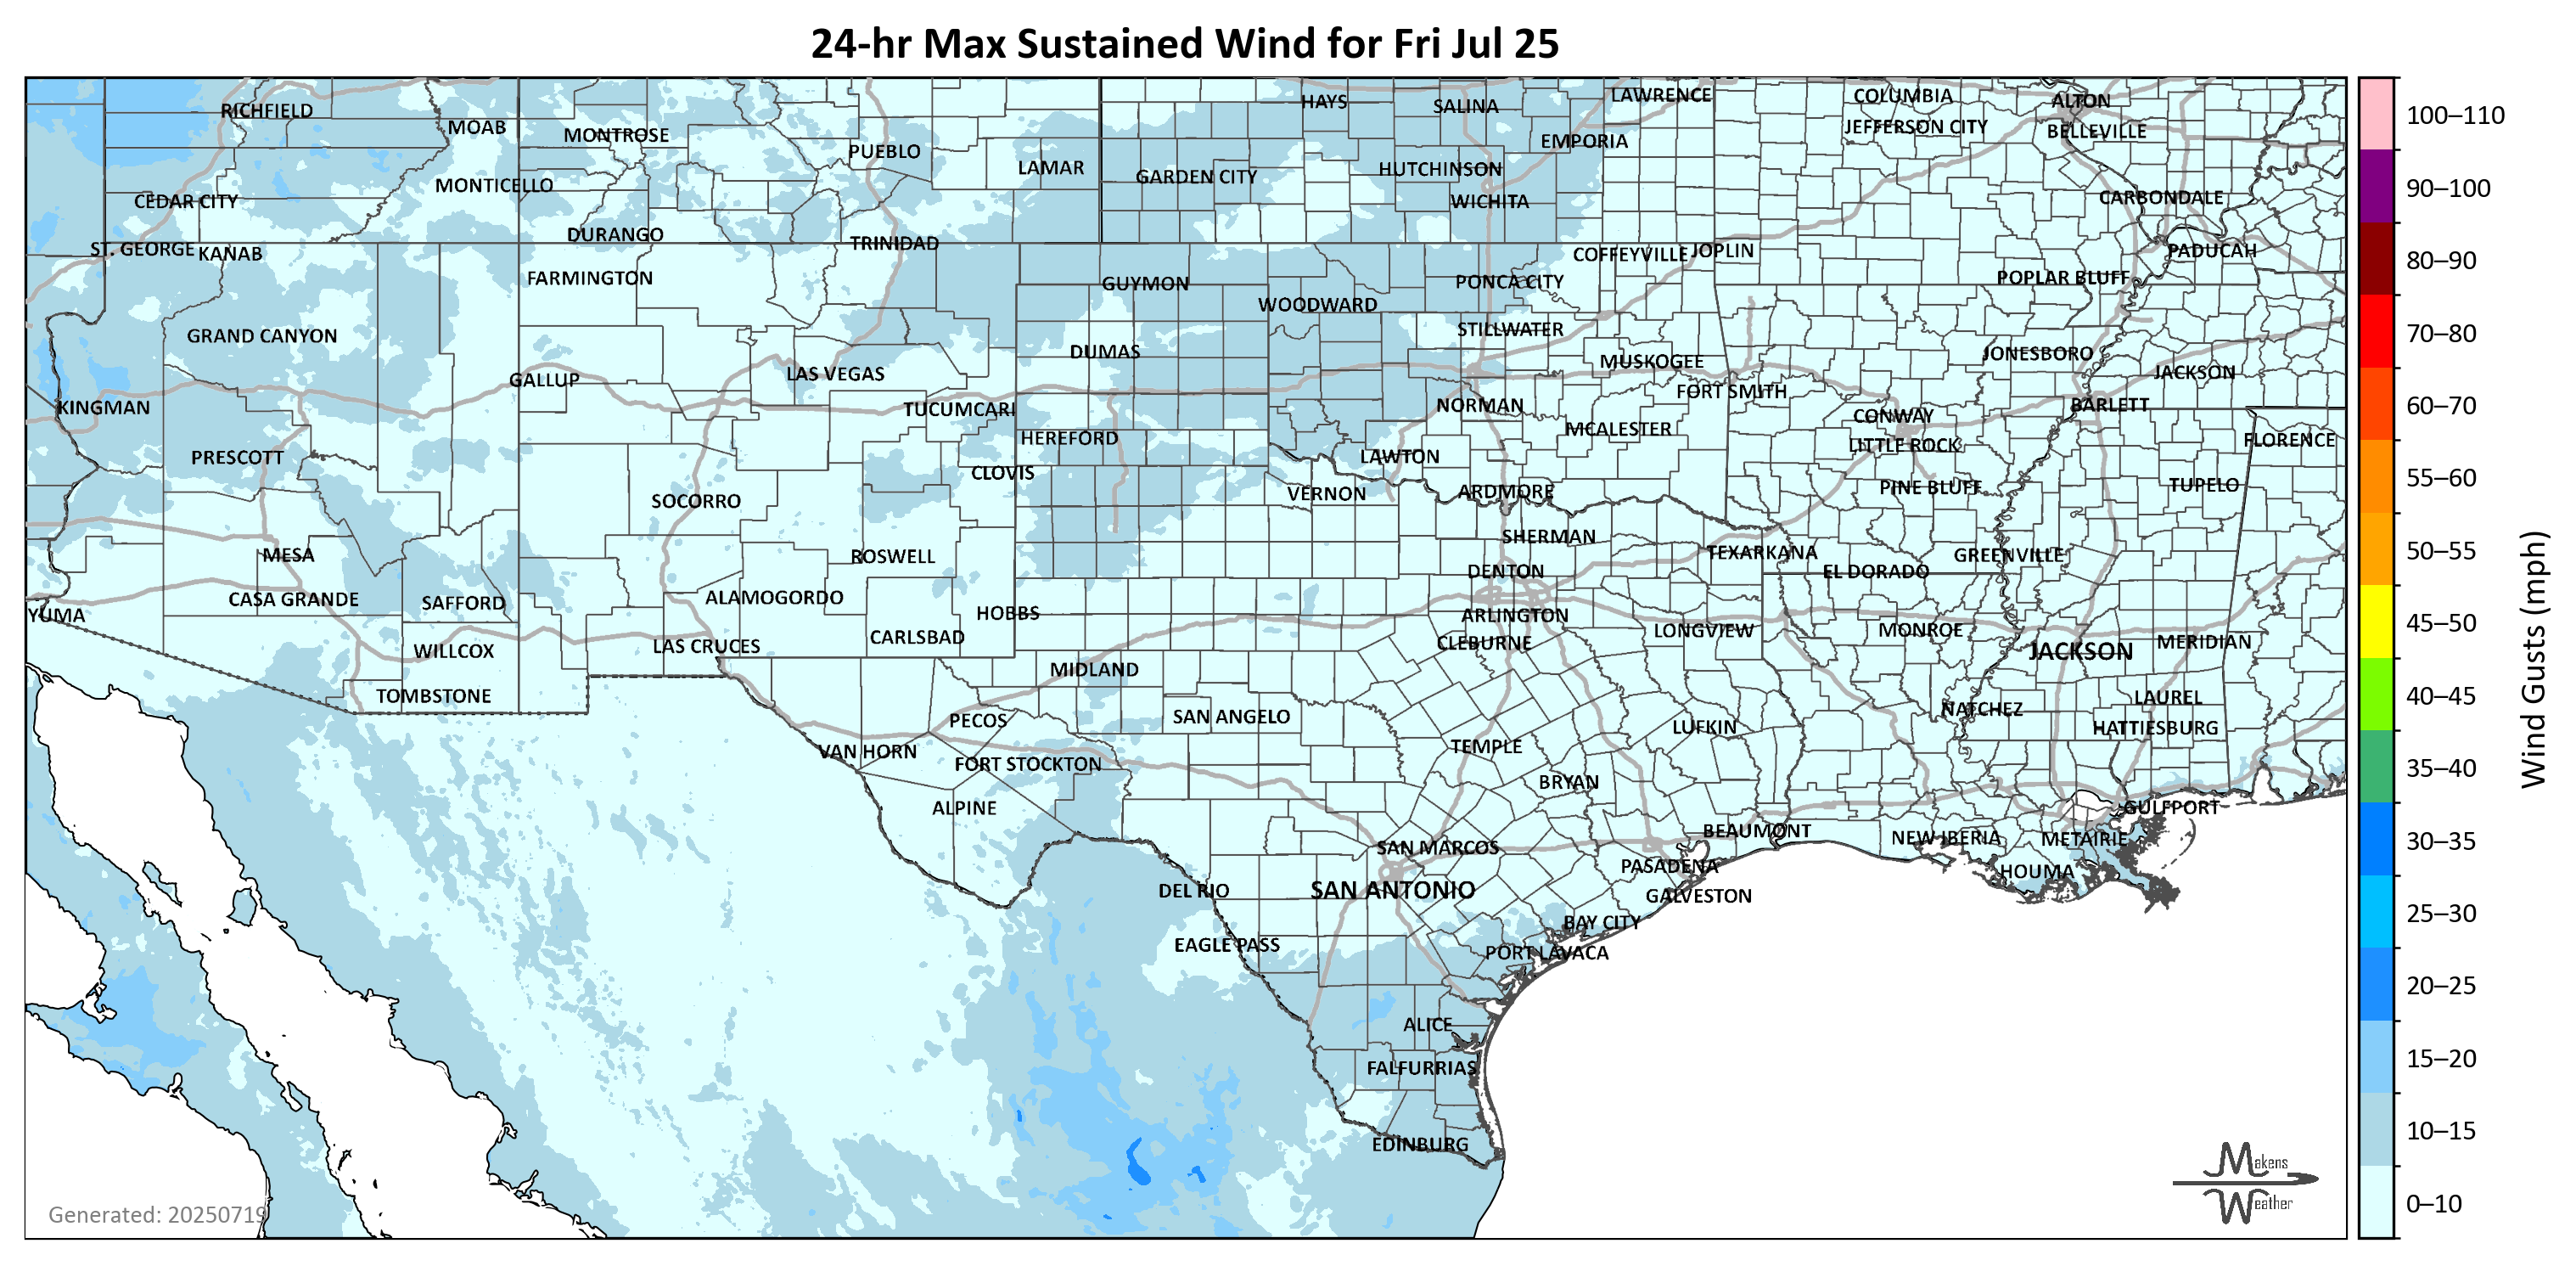 24-hr Max Sustained Wind for Fri Jul 25
RICHFIELD
MOAB
MONTROSE
PUEBLO
LAMAR
HAYS
SALINA
LAWRENCE
COLUMBIA
ALTON
JEFFERSON CITY
BELLEVILLE
EMPORIA
GARDEN CITY
HUTCHINSON
WICHITA
MONTICELLO
CEDAR CITY
CARBONDALE
DURANGO
TRINIDAD
ST. GEORGE
KANAB
COFFEYVILLE
JOPLIN
PADUCAH
FARMINGTON
GUYMON
PONCA CITY
POPLAR BLUFF
WOODWARD
GRAND CANYON
STILLWATER
DUMAS
MUSKOGEE
JONESBORO
GALLUP
LAS VEGAS
JACKSON
FORT SMITH
KINGMAN
TUCUMCARI
NORMAN
CONWAY
BARLETT
HEREFORD
MCALESTER
LITTLE ROCK
FLORENCE
PRESCOTT
CLOVIS
LAWTON
SOCORRO
VERNON
ARDMORE
PINE BLUFF
TUPELO
MESA
ROSWELL
SHERMAN
TEXARKANA
GREENVILLE
DENTON
EL DORADO
YUMA
CASA GRANDE
SAFFORD
ALAMOGORDO
HOBBS
ARLINGTON
CLEBURNE
LONGVIEW
MONROE
WILLCOX
LAS CRUCES
CARLSBAD
JACKSON
MERIDIAN
MIDLAND
TOMBSTONE
PECOS
SAN ANGELO
NATCHEZ
LAUREL
HATTIESBURG
VAN HORN
FORT STOCKTON
TEMPLE
LUFKIN
BRYAN
ALPINE
GULFPORT
SAN MARCOS
BEAUMONT
NEW IBERIA
METAIRIE
DEL RIO
SAN ANTONIO
PASADENA
HOUMA
GALVESTON
BAY CITY
EAGLE PASS
PORT LAVACA
ALICE
FALFURRIAS
EDINBURG
Generated: 20250719
Makens
Weather
100–110
90–100
80–90
70–80
60–70
55–60
50–55
45–50
40–45
35–40
30–35
25–30
20–25
15–20
10–15
0–10
Wind Gusts (mph)